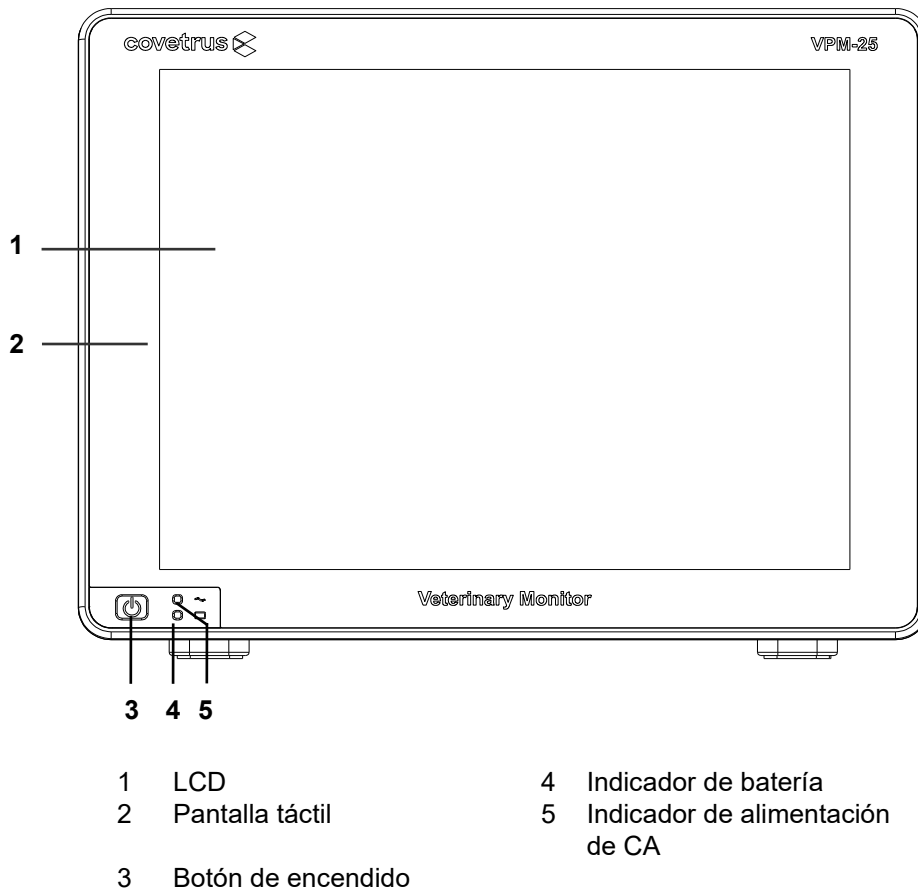 covetrus
VPM-25
1
2
Veterinary Monitor
3 4 5
1 LCD
2 Pantalla táctil
3 Botón de encendido
4 Indicador de batería
5 Indicador de alimentación
de CA